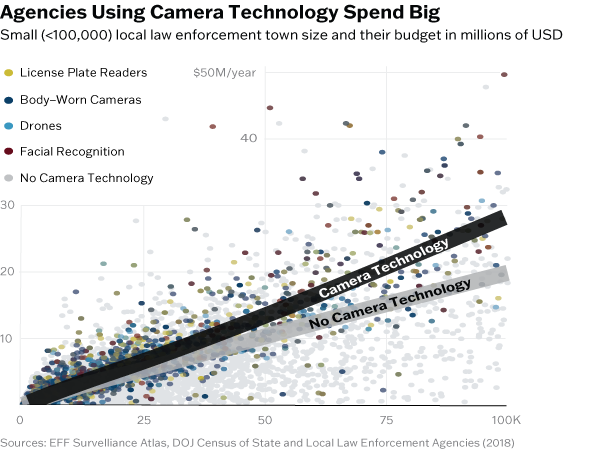 Agencies Using Camera Technology Spend Big
Small (<100,000) local law enforcement town size and their budget in millions of USD
License Plate Readers
Body–Worn Cameras
Drones
Facial Recognition
No Camera Technology
$50M/year
40
30
20
10
Camera Technology
No Camera Technology
0
25
50
75
100K
Sources: EFF Survelliance Atlas, DOJ Census of State and Local Law Enforcement Agencies (2018)